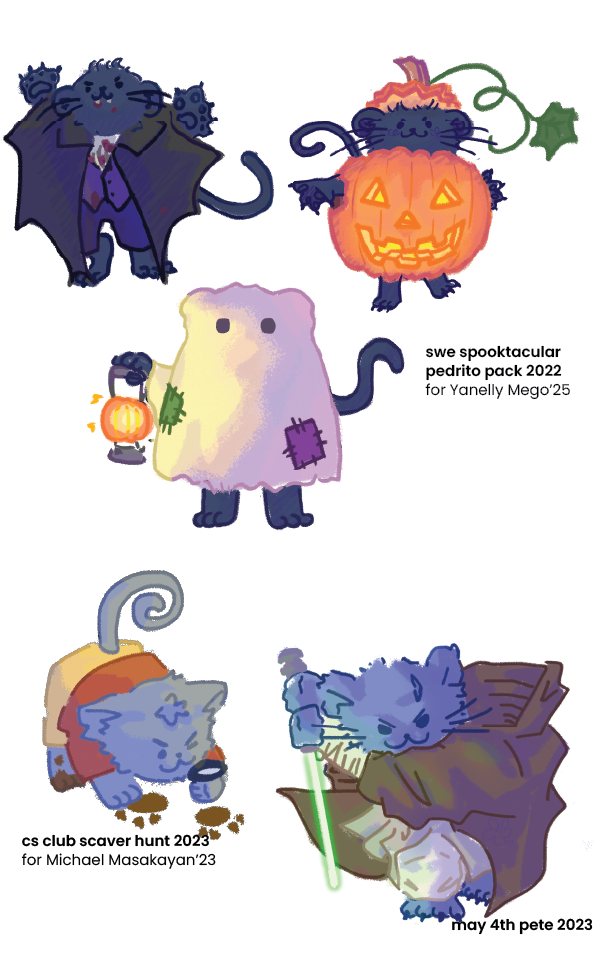 swe spooktacular
pedrito pack 2022
for Yanelly Mego'25
cs club scaver hunt 2023
for Michael Masakayan'23
may 4th pete 2023